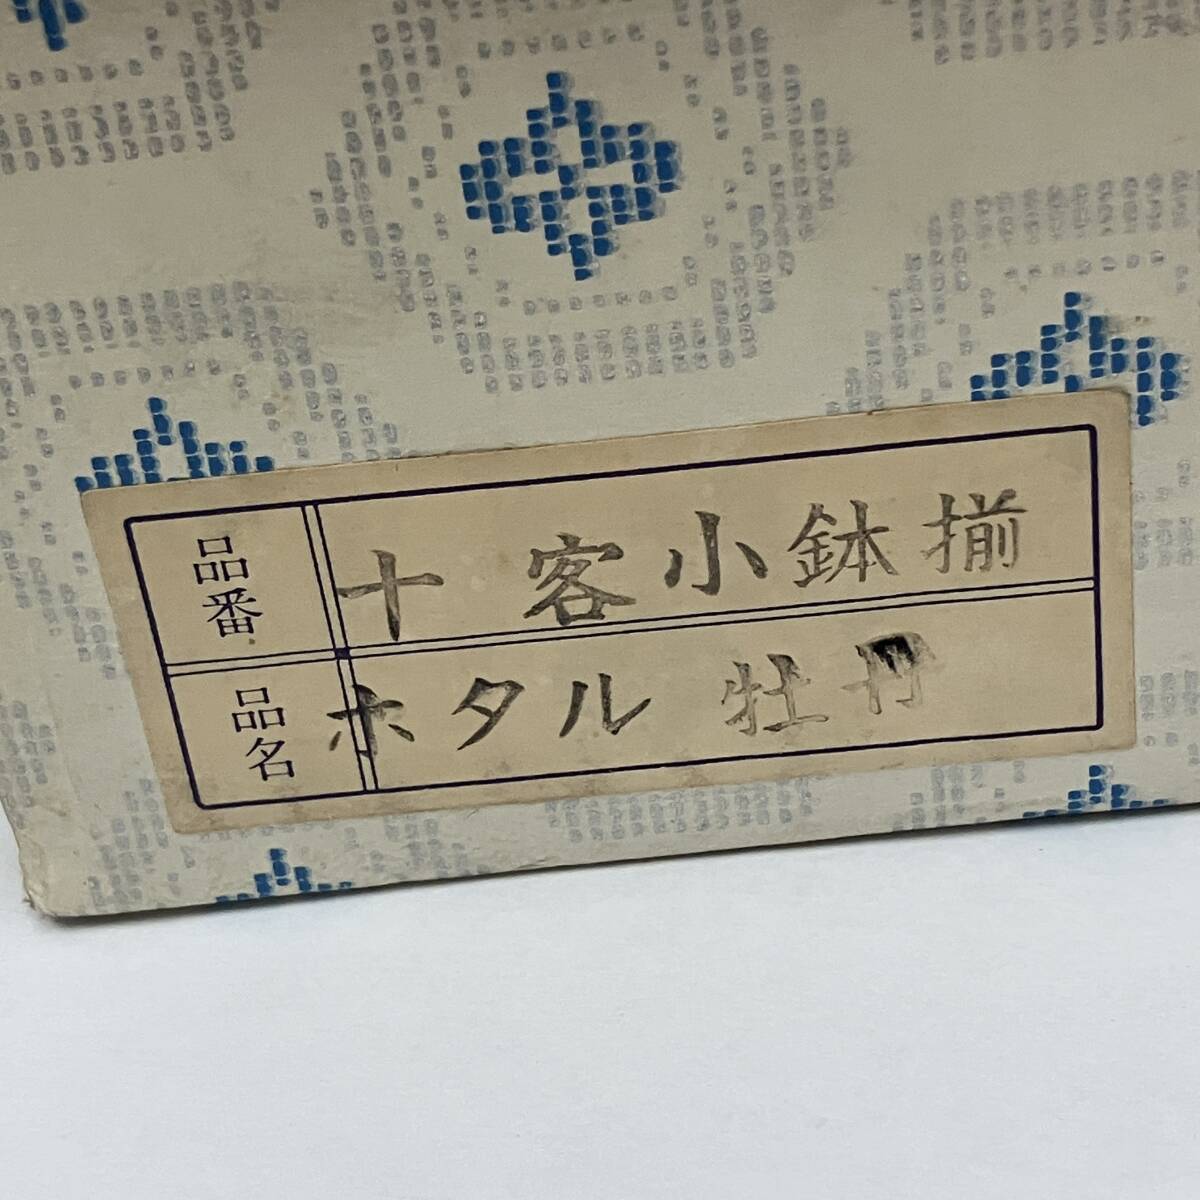 品番 十客小鉢揃
品名 ホタル 牡丹